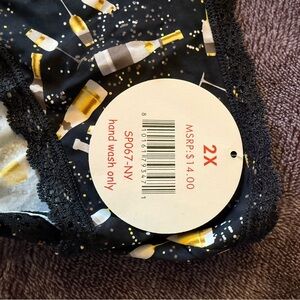 2X
MSRP:$14.00
SP067-NY
hand wash only